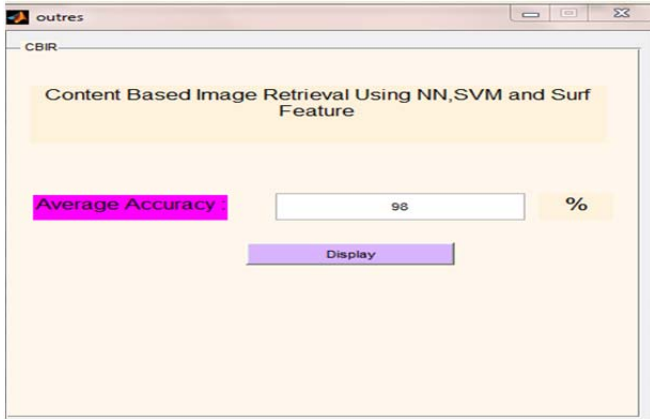 outres
CBIR
Content Based Image Retrieval Using NN,SVM and Surf
Feature
Average Accuracy :
98
%
Display